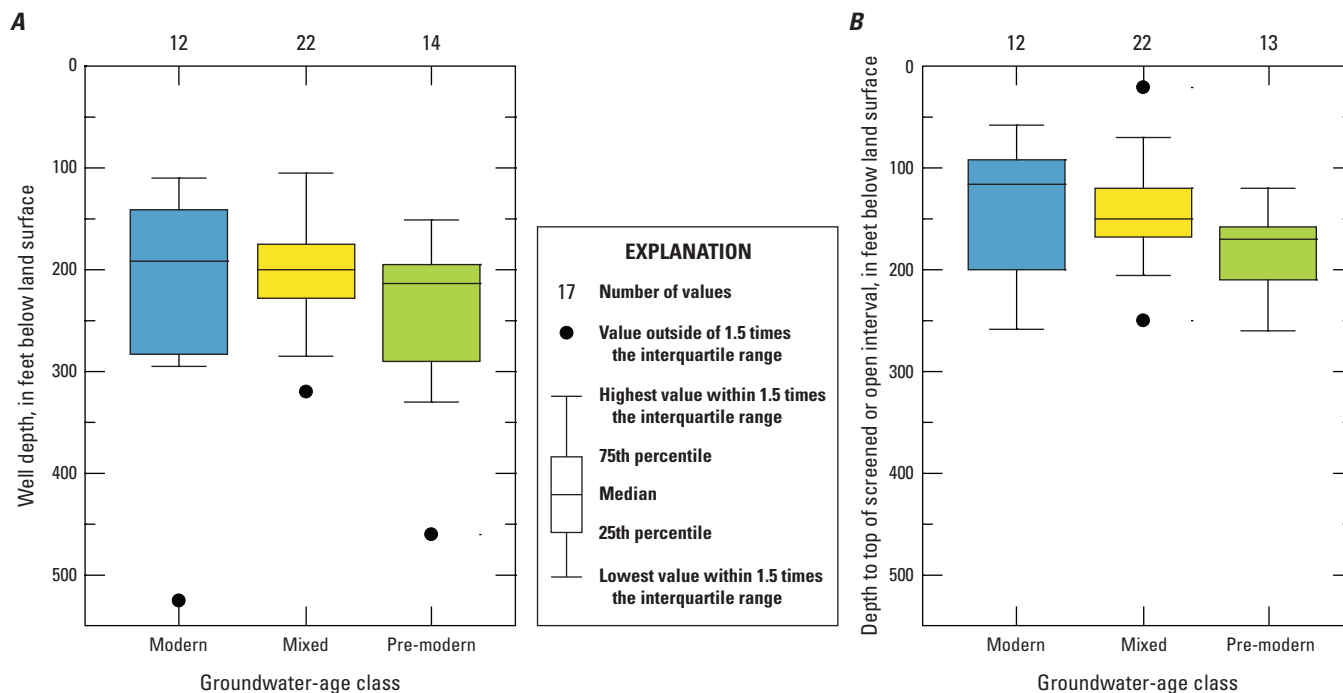 A
12 22 14
0
100
200
300
400
500
Well depth, in feet below land surface
Modern Mixed Pre-modern
Groundwater-age class
EXPLANATION
17 Number of values
Value outside of 1.5 times
the interquartile range
Highest value within 1.5 times
the interquartile range
75th percentile
Median
25th percentile
Lowest value within 1.5 times
the interquartile range
B
12 22 13
0
100
200
300
400
500
Depth to top of screened or open interval, in feet below land surface
Modern Mixed Pre-modern
Groundwater-age class